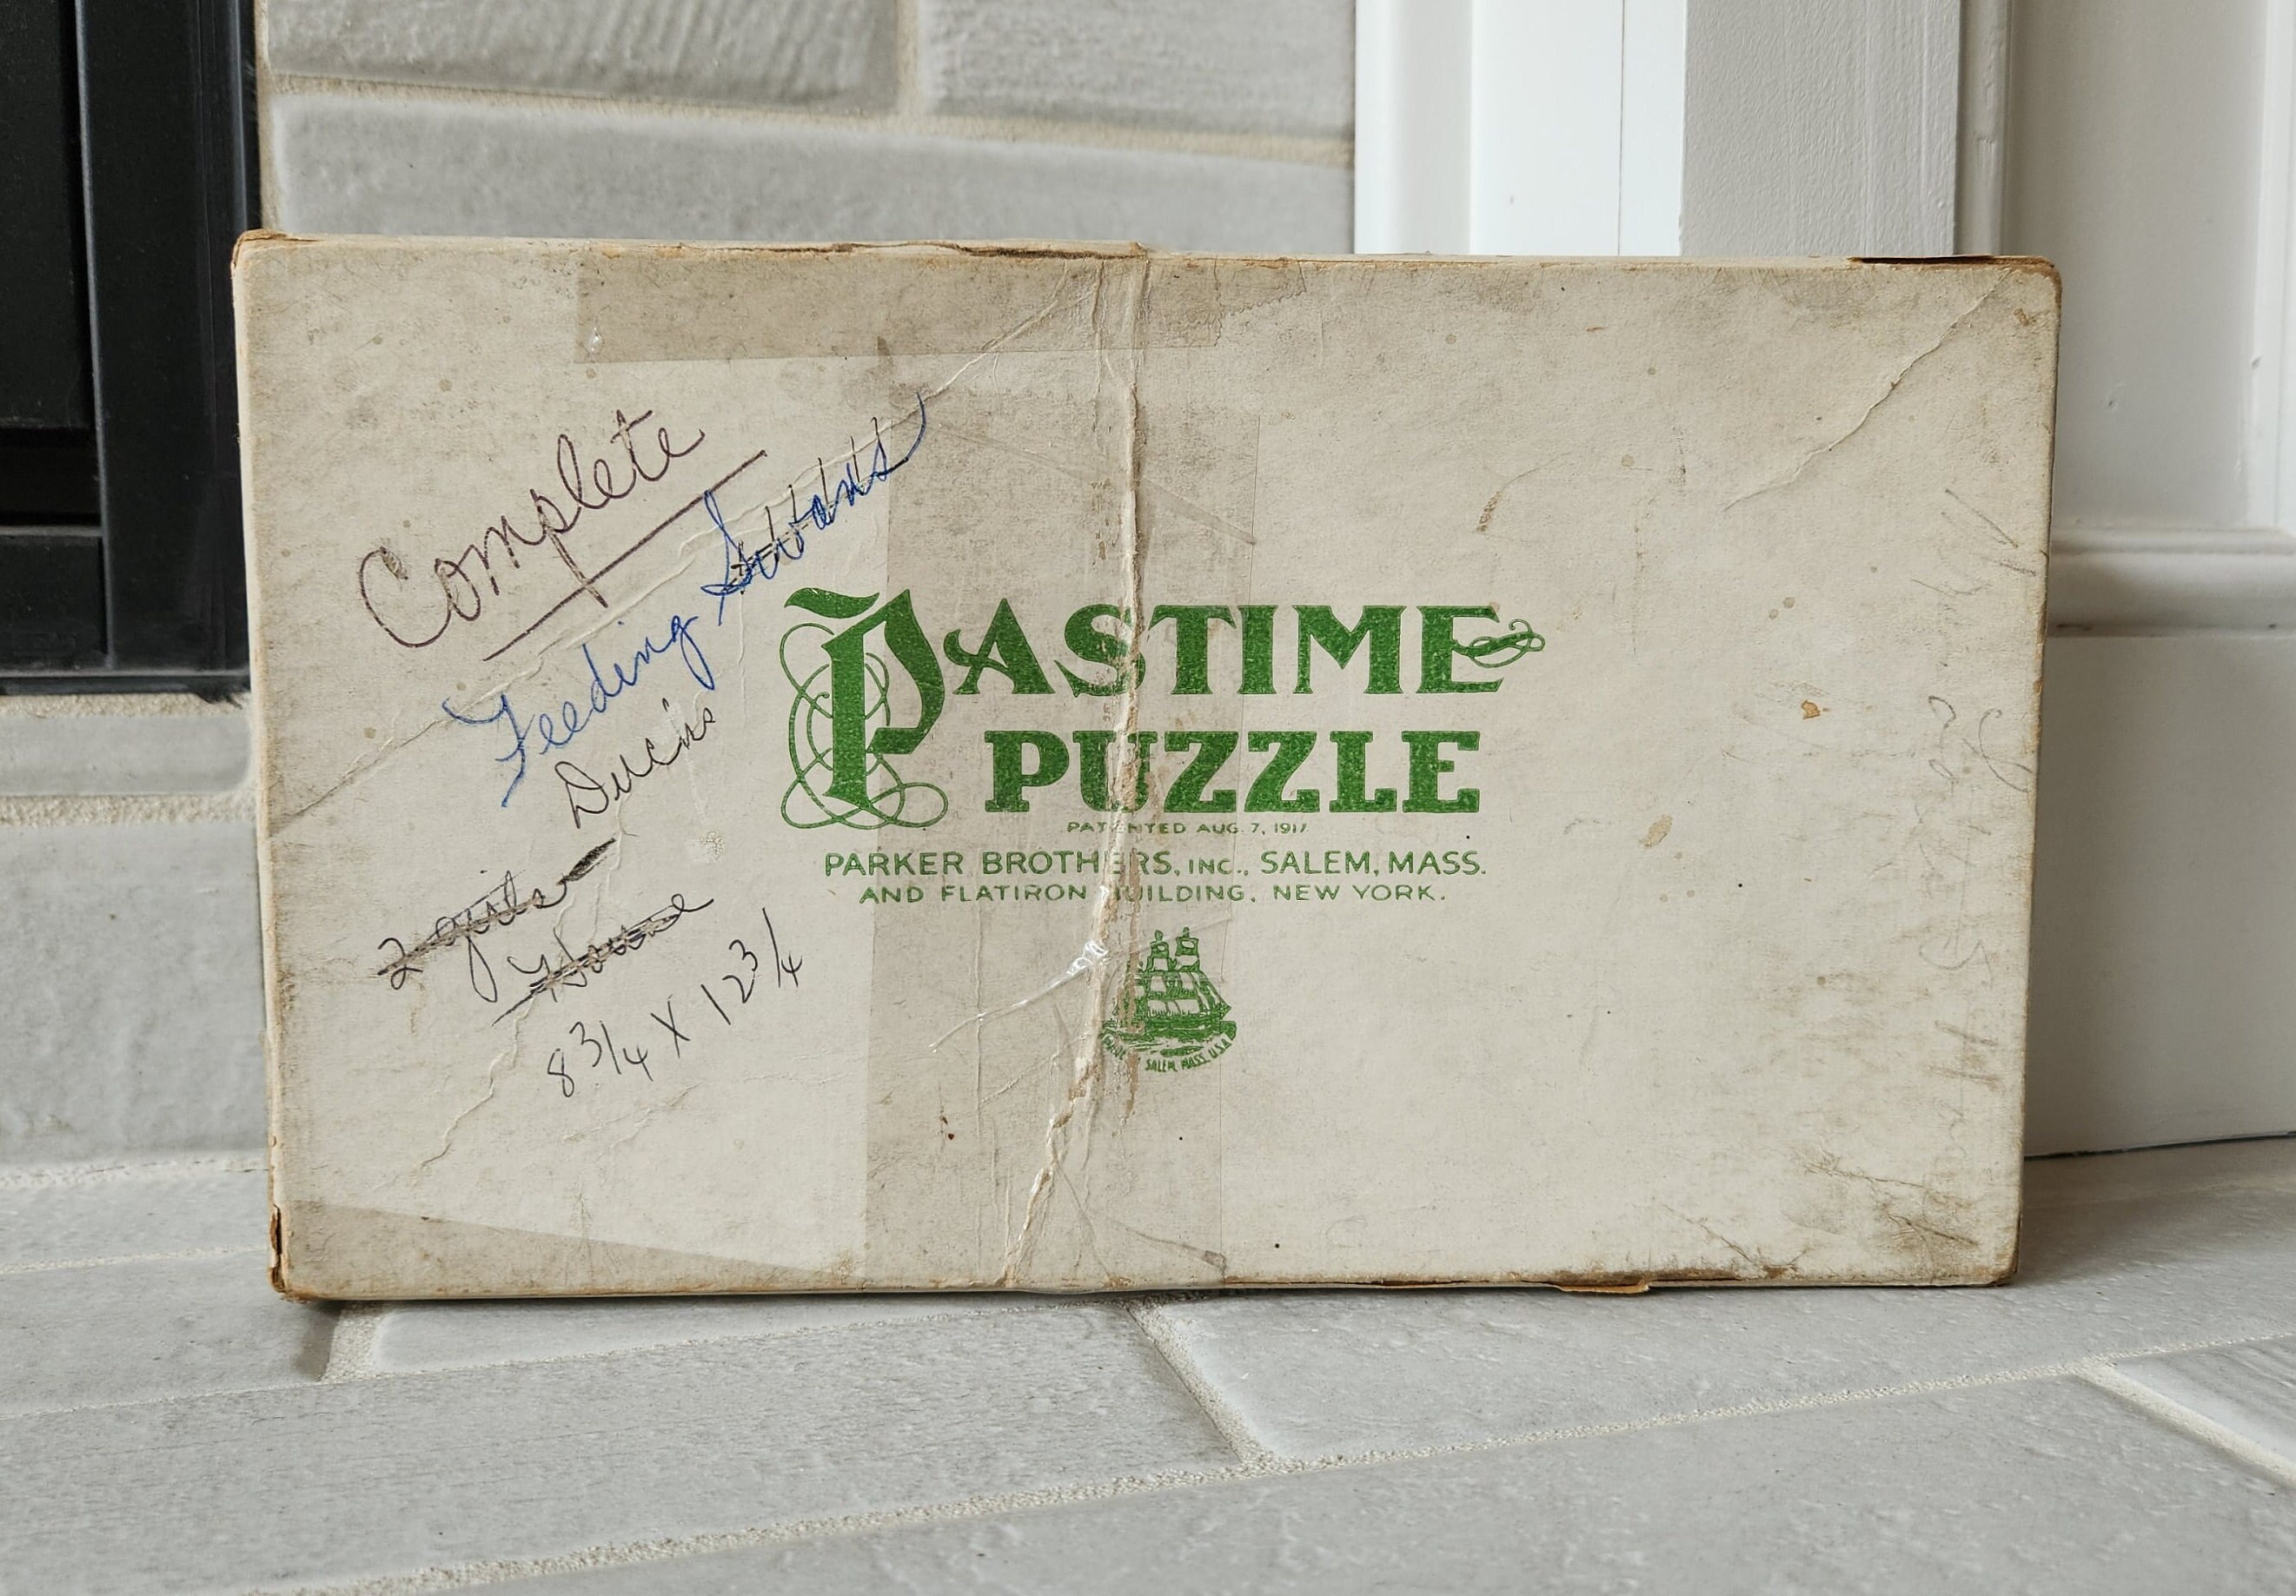 Complete
Feeding Swans
Ducks
2 girls
House
8 3/4 X 12 3/4
PASTIME
PUZZLE
PATENTED AUG. 7, 1917
PARKER BROTHERS, INC., SALEM, MASS.
AND FLATIRON BUILDING, NEW YORK.
SALEM, MASS. U.S.A.